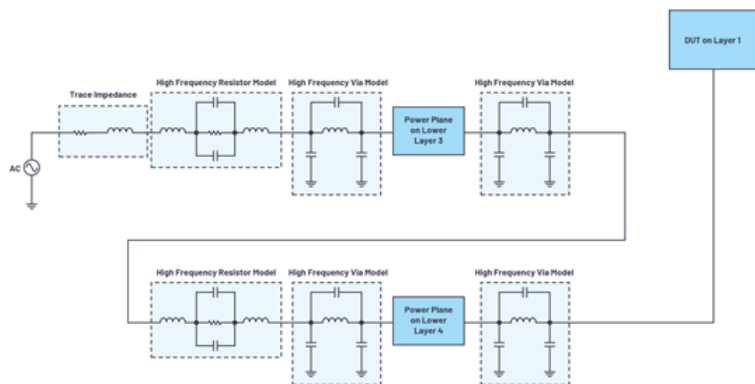 DUT on Layer 1
High Frequency Resistor Model
High Frequency Via Model
High Frequency Via Model
Trace Impedance
Power Plane
on Lower
Layer 3
AC
High Frequency Resistor Model
High Frequency Via Model
High Frequency Via Model
Power Plane
on Lower
Layer 4